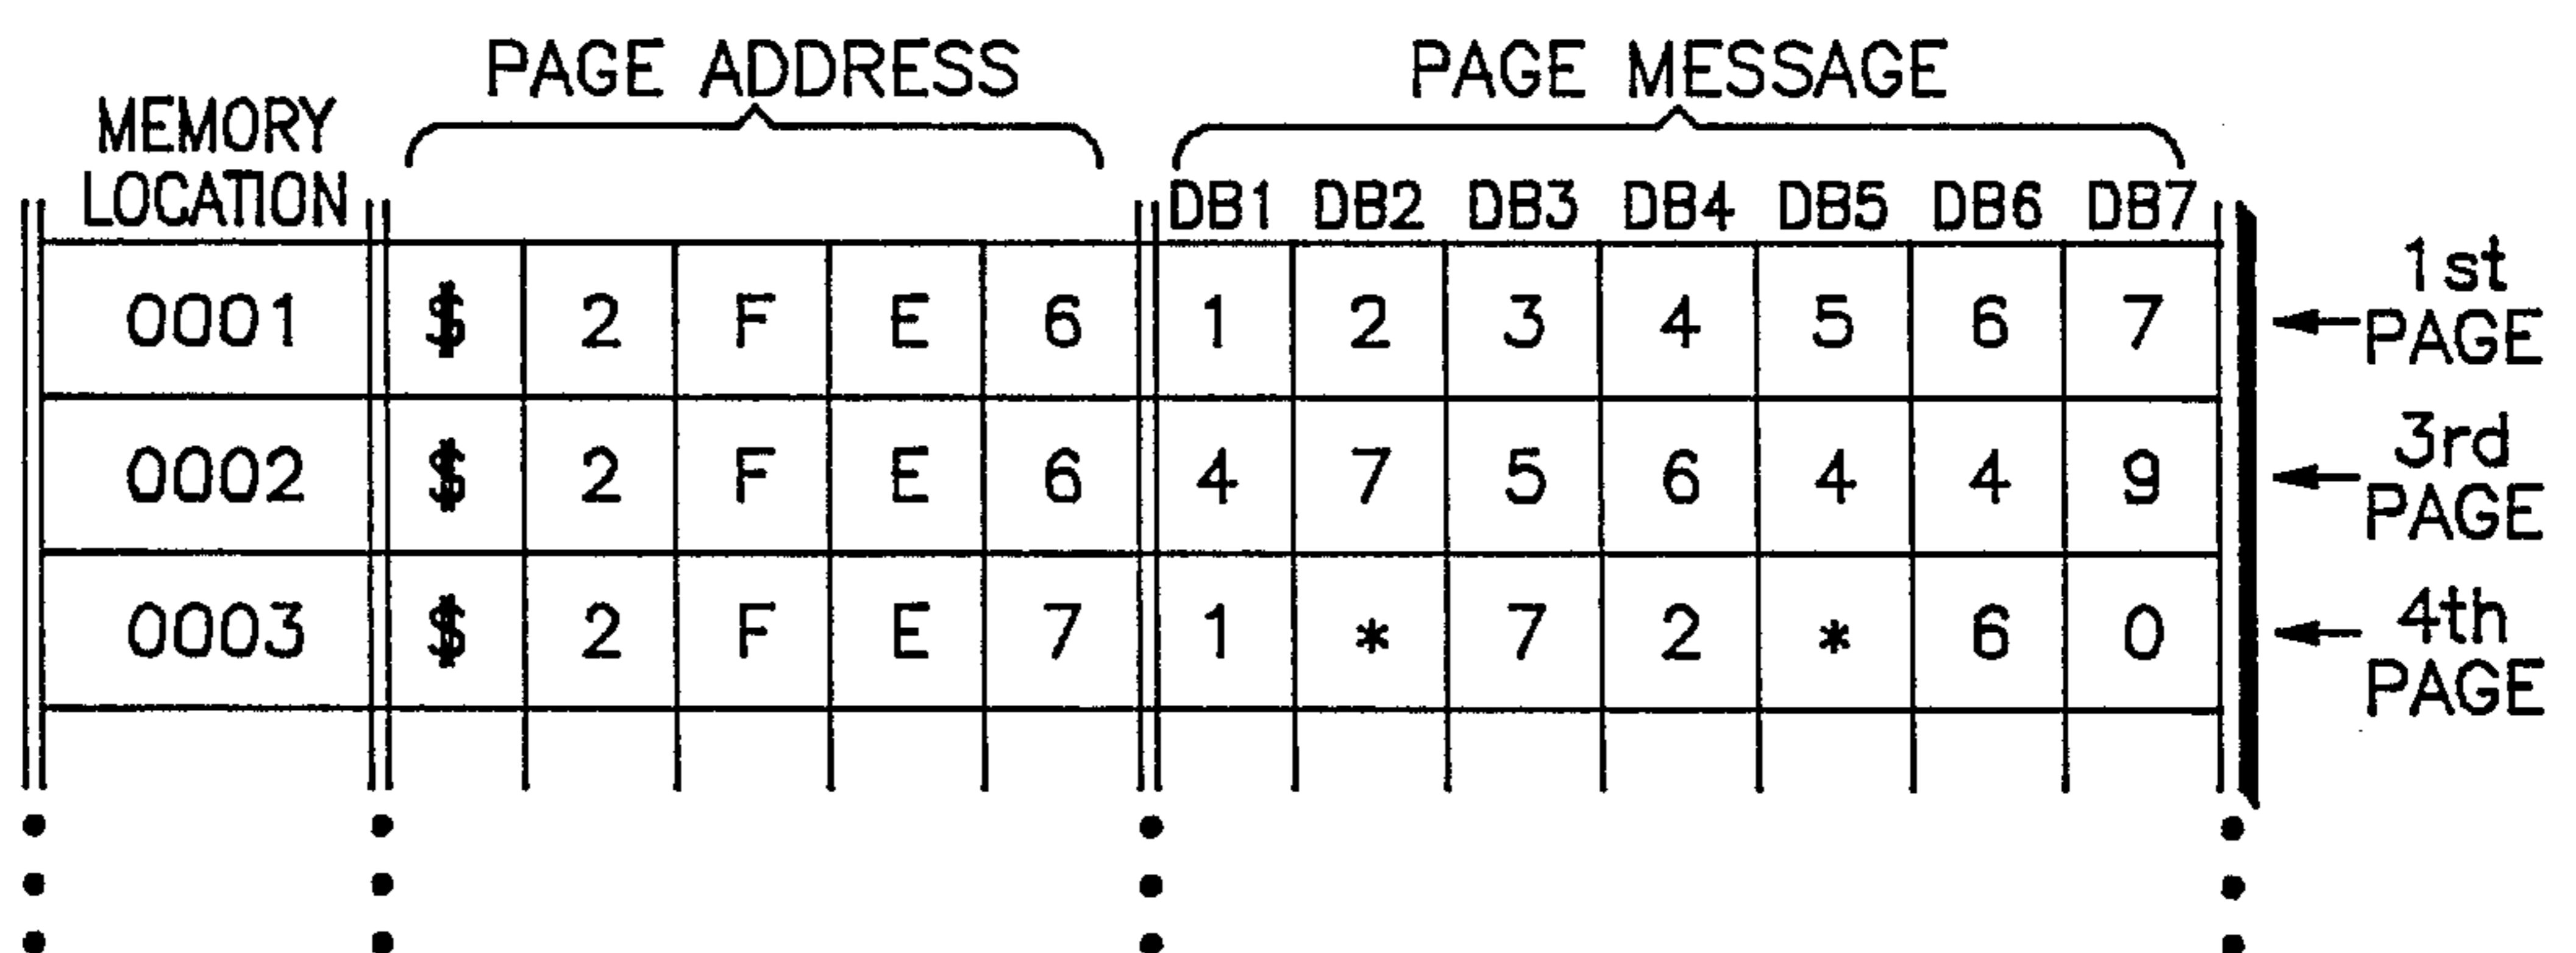 PAGE ADDRESS PAGE MESSAGE
MEMORY
LOCATION DB1 DB2 DB3 DB4 DB5 DB6 DB7
0001 $ 2 F E 6 1 2 3 4 5 6 7 1st PAGE
0002 $ 2 F E 6 4 7 5 6 4 4 9 3rd PAGE
0003 $ 2 F E 7 1 * 7 2 * 6 0 4th PAGE